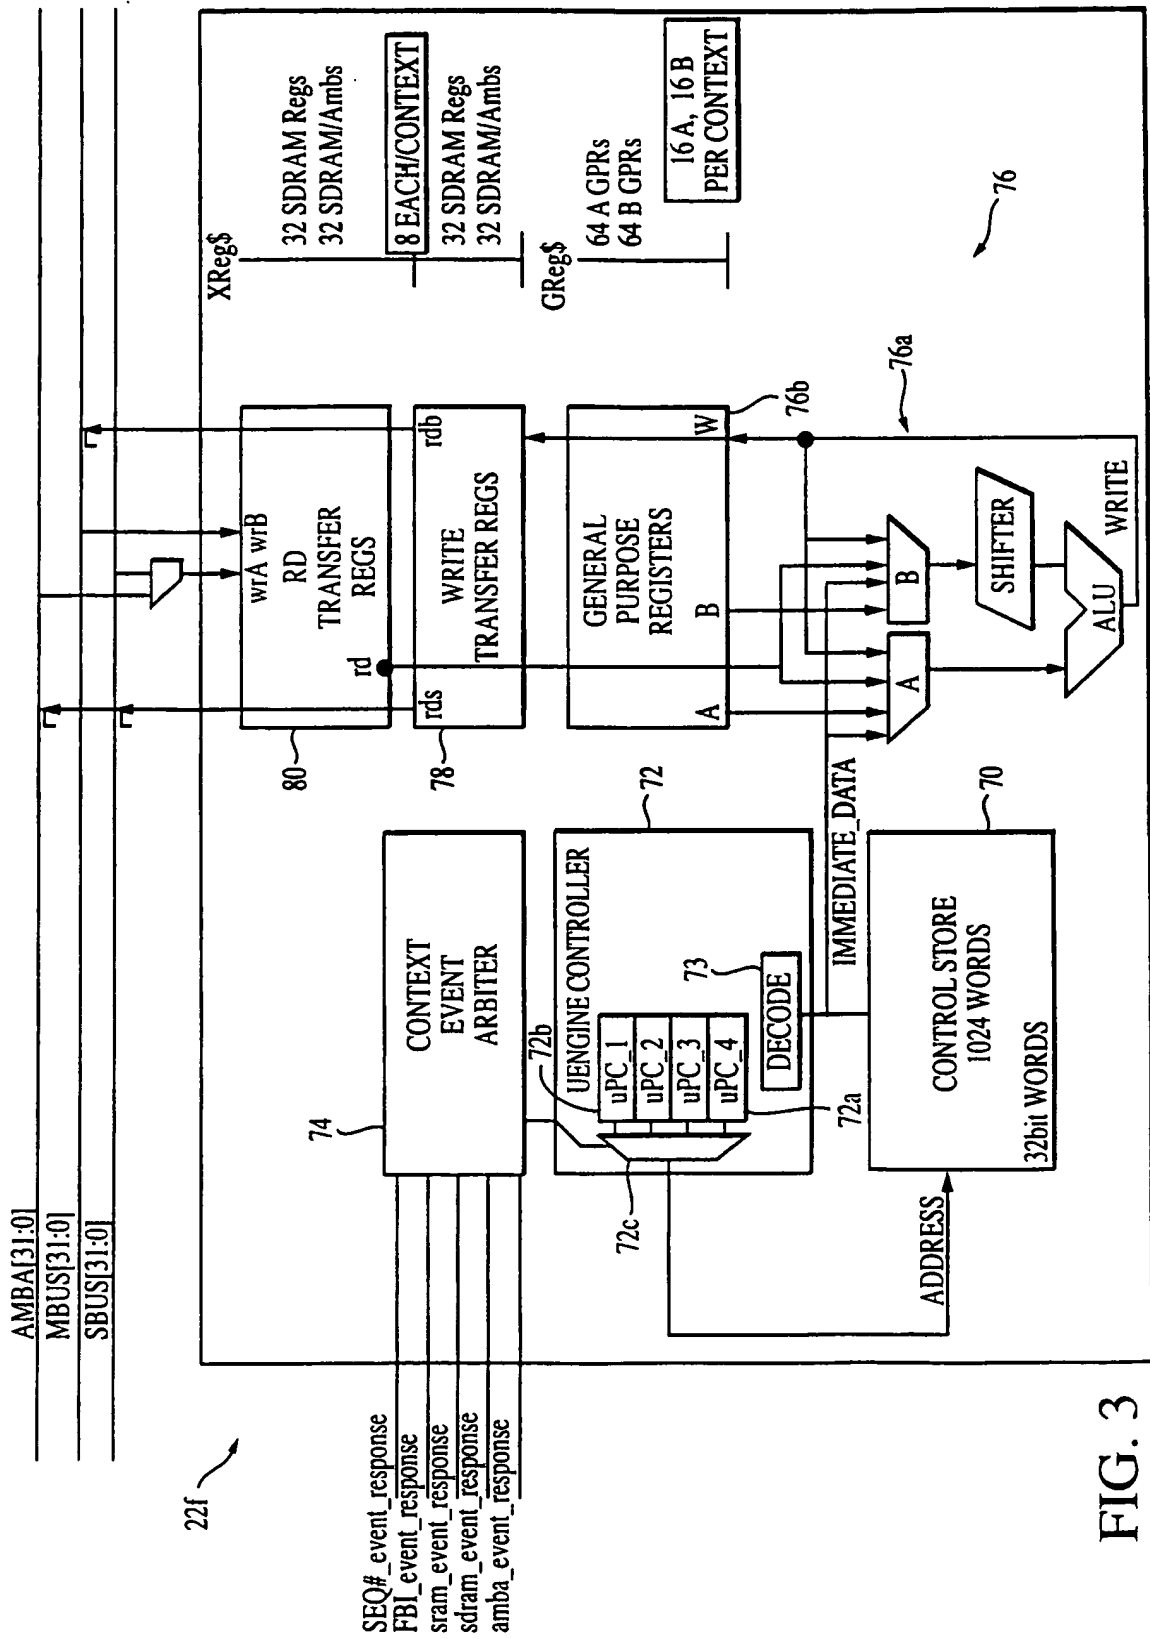 AMBA[31:0]
MBUS[31:0]
SBUS[31:0]
22f
SEQ#_event_response
FBI_event_response
sram_event_response
sdram_event_response
amba_event_response
74
CONTEXT
EVENT
ARBITER
72
UENGINE CONTROLLER
72b
uPC_1
uPC_2
uPC_3
uPC_4
72a
72c
73
DECODE
IMMEDIATE_DATA
ADDRESS
70
CONTROL STORE
1024 WORDS
32bit WORDS
80
wrA wrB
RD
TRANSFER
REGS
rd
78
rds
rdb
WRITE
TRANSFER REGS
GENERAL
PURPOSE
REGISTERS
A
B
W
76b
76a
A
B
SHIFTER
ALU
WRITE
XReg$
32 SDRAM Regs
32 SDRAM/Ambs
8 EACH/CONTEXT
32 SDRAM Regs
32 SDRAM/Ambs
GReg$
64 A GPRs
64 B GPRs
16 A, 16 B
PER CONTEXT
76
FIG. 3